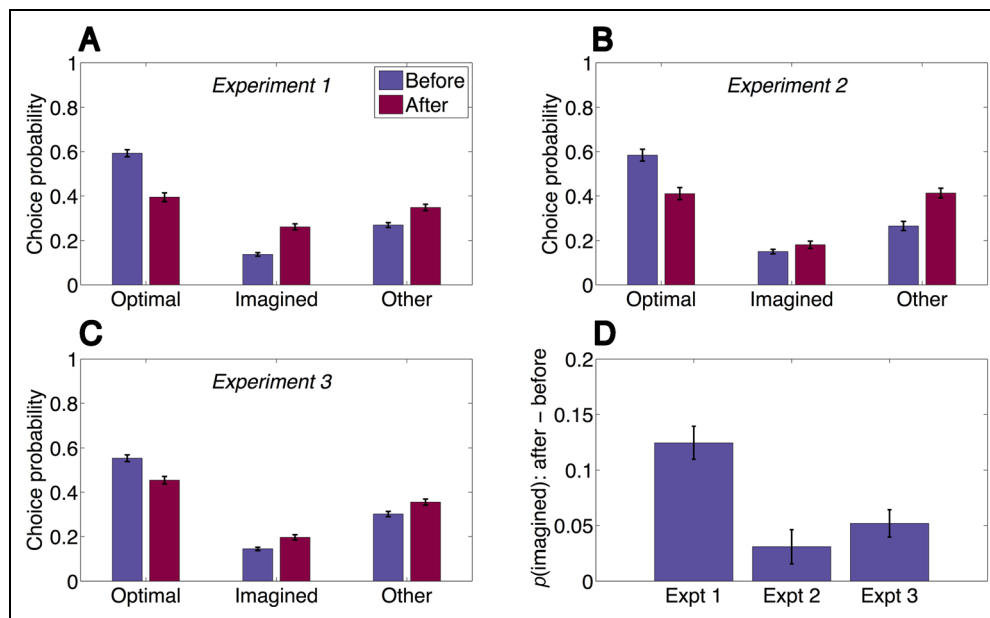 A
Experiment 1
Before
After
Choice probability
1
0.8
0.6
0.4
0.2
0
Optimal Imagined Other
B
Experiment 2
Choice probability
1
0.8
0.6
0.4
0.2
0
Optimal Imagined Other
C
Experiment 3
Choice probability
1
0.8
0.6
0.4
0.2
0
Optimal Imagined Other
D
p(imagined): after – before
0.2
0.15
0.1
0.05
0
Expt 1 Expt 2 Expt 3